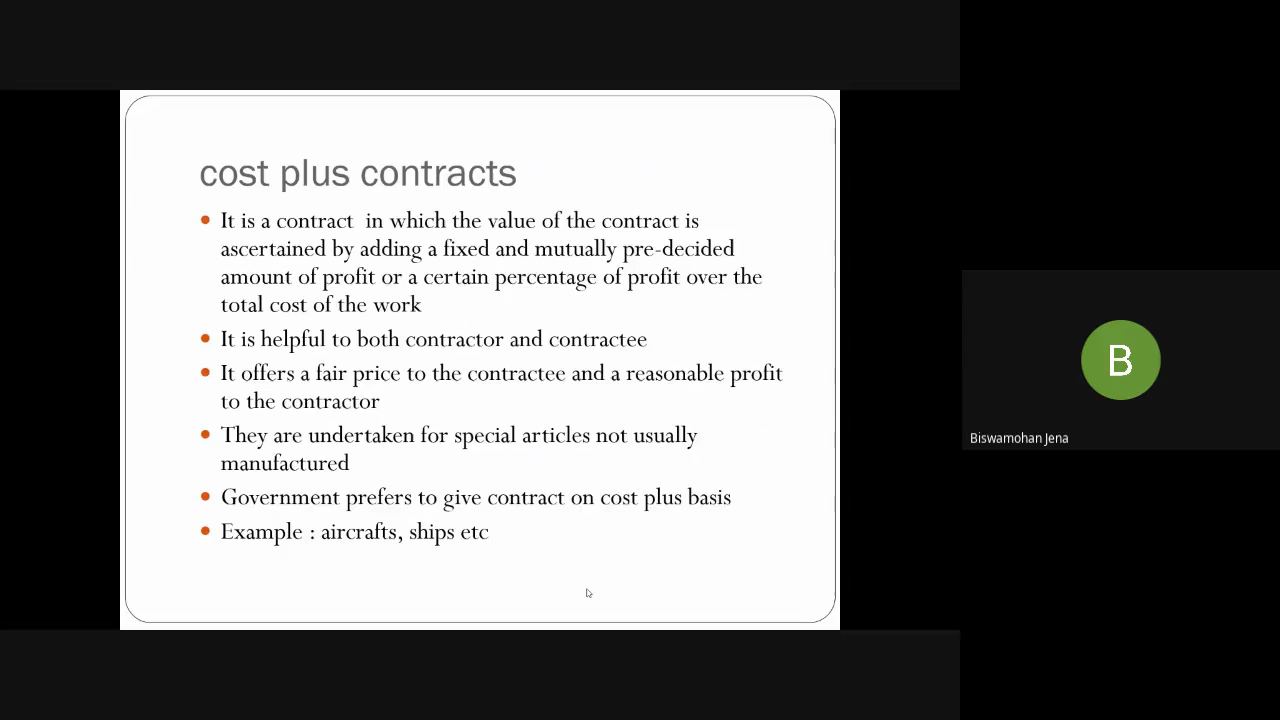 cost plus contracts
• It is a contract in which the value of the contract is
ascertained by adding a fixed and mutually pre-decided
amount of profit or a certain percentage of profit over the
total cost of the work
• It is helpful to both contractor and contractee
• It offers a fair price to the contractee and a reasonable profit
to the contractor
• They are undertaken for special articles not usually
manufactured
• Government prefers to give contract on cost plus basis
• Example : aircrafts, ships etc
B
Biswamohan Jena